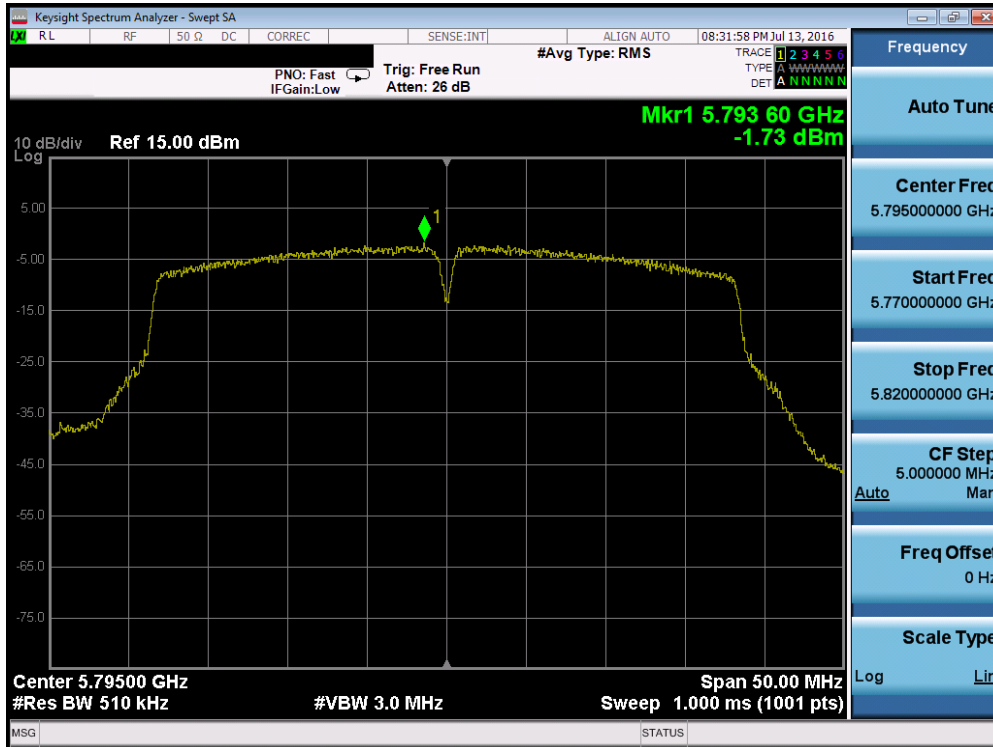 Keysight Spectrum Analyzer - Swept SA
LXI RL RF 50 Ω DC CORREC SENSE:INT ALIGN AUTO 08:31:58 PM Jul 13, 2016
Frequency
#Avg Type: RMS
TRACE 1 2 3 4 5 6
PNO: Fast Trig: Free Run
TYPE A WWWWW
IFGain:Low Atten: 26 dB
DET A N N N N N
Auto Tune
Mkr1 5.793 60 GHz
-1.73 dBm
10 dB/div Ref 15.00 dBm
Log
1
5.00
-5.00
-15.0
-25.0
-35.0
-45.0
-55.0
-65.0
-75.0
Center Freq
5.795000000 GHz
Start Freq
5.770000000 GHz
Stop Freq
5.820000000 GHz
CF Step
5.000000 MHz
Auto Man
Freq Offset
0 Hz
Scale Type
Log Lin
Center 5.79500 GHz Span 50.00 MHz
#Res BW 510 kHz #VBW 3.0 MHz Sweep 1.000 ms (1001 pts)
MSG STATUS